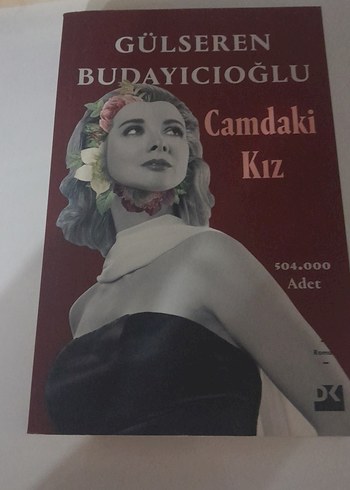 GÜLSEREN
BUDAYICIOĞLU
Camdaki
Kız
504.000
Adet
DK